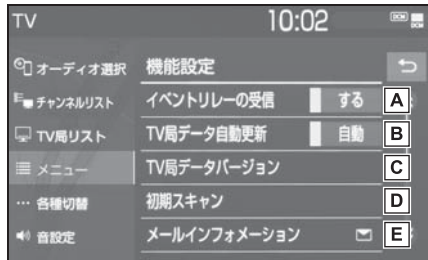 TV 10:02 DCM
オーディオ選択 機能設定
チャンネルリスト イベントリレーの受信 する A
TV局リスト TV局データ自動更新 自動 B
メニュー TV局データバージョン C
各種切替 初期スキャン D
音設定 メールインフォメーション E